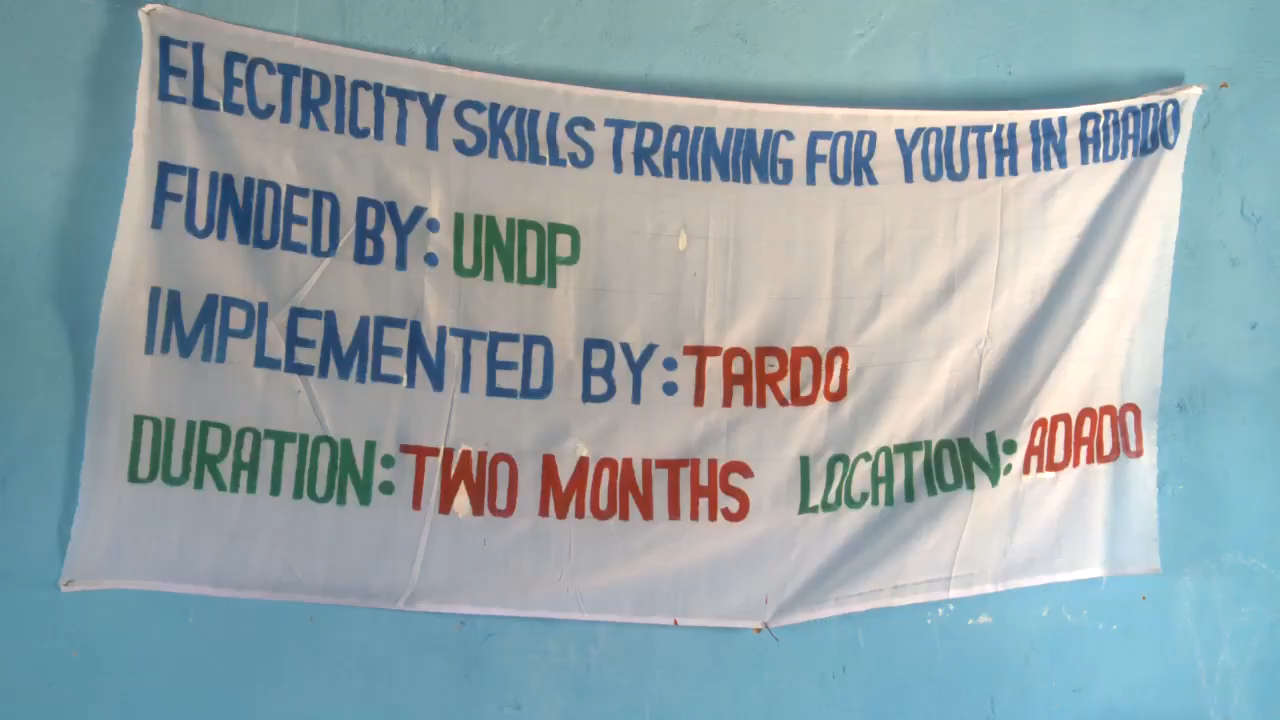 ELECTRICITY SKILLS TRAINING FOR YOUTH IN ADADO
FUNDED BY: UNDP
IMPLEMENTED BY: TARDO
DURATION: TWO MONTHS LOCATION: ADADO